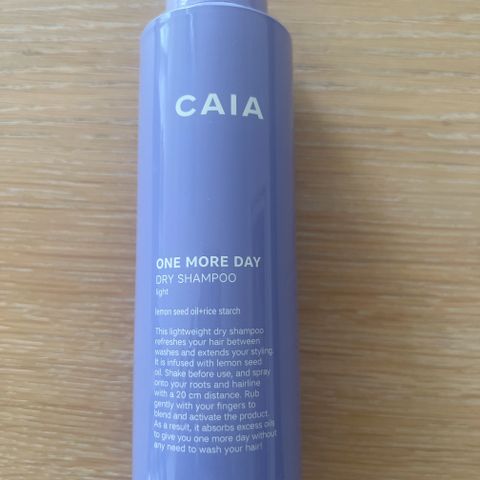 CAIA
ONE MORE DAY
DRY SHAMPOO
light
lemon seed oil+rice starch
This lightweight dry shampoo
refreshes your hair between
washes and extends your styling.
It is infused with lemon seed
oil. Shake before use, and spray
onto your roots and hairline
with a 20 cm distance. Rub
gently with your fingers to
blend and activate the product.
As a result, it absorbs excess oils
to give you one more day without
any need to wash your hair!